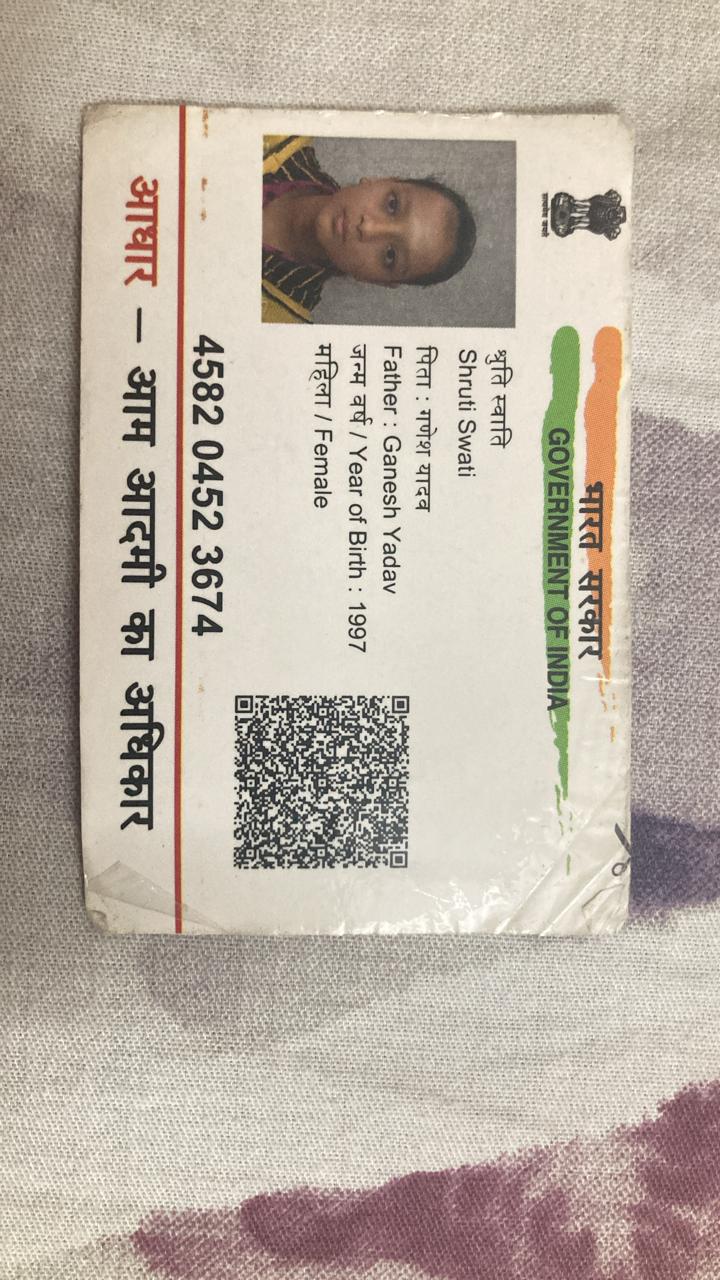 भारत सरकार
GOVERNMENT OF INDIA
श्रुति स्वाति
Shruti Swati
पिता : गणेश यादव
Father : Ganesh Yadav
जन्म वर्ष / Year of Birth : 1997
महिला / Female
4582 0452 3674
आधार – आम आदमी का अधिकार